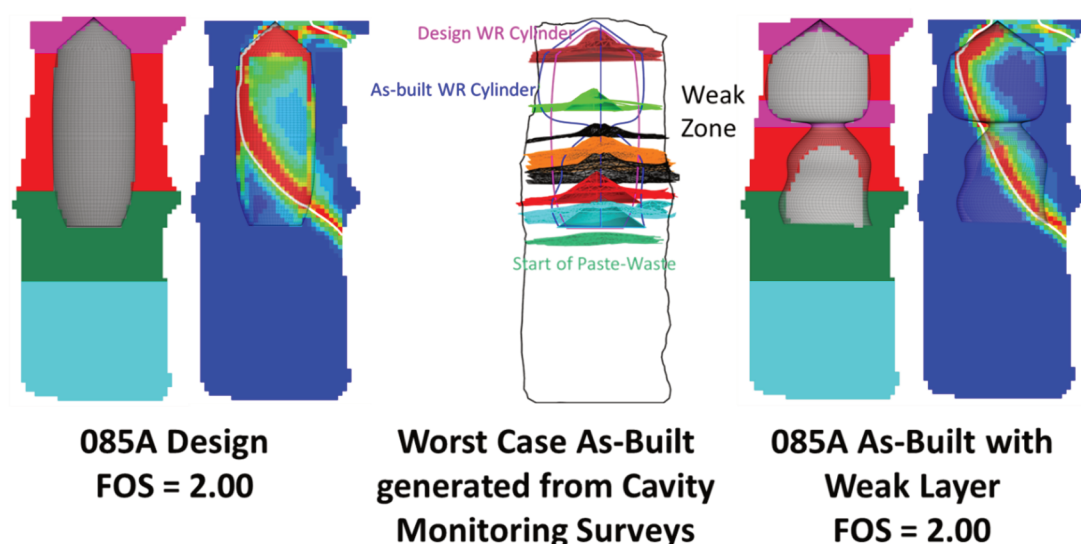 Design WR Cylinder
As-built WR Cylinder
Weak
Zone
Start of Paste-Waste
085A Design
FOS = 2.00
Worst Case As-Built
generated from Cavity
Monitoring Surveys
085A As-Built with
Weak Layer
FOS = 2.00